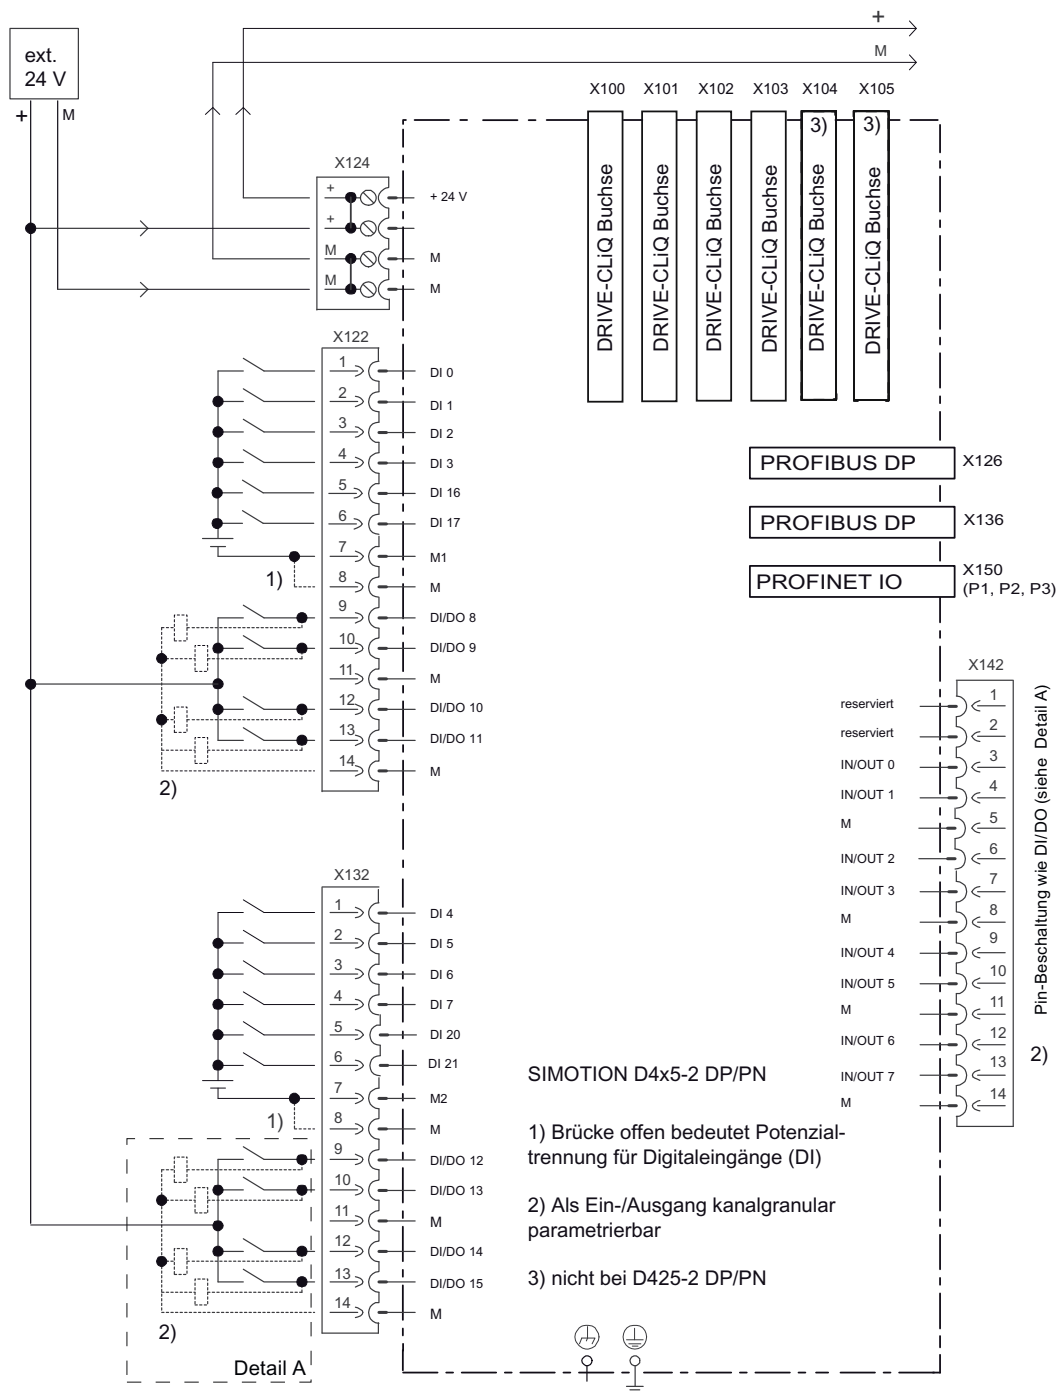 +
M
ext.
24 V
+ M
X100 X101 X102 X103 X104 X105
3) 3)
DRIVE-CLiQ Buchse
DRIVE-CLiQ Buchse
DRIVE-CLiQ Buchse
DRIVE-CLiQ Buchse
DRIVE-CLiQ Buchse
DRIVE-CLiQ Buchse
X124
+ + 24 V
+
M M
M M
X122
1 DI 0
2 DI 1
3 DI 2
4 DI 3
5 DI 16
6 DI 17
7 M1
1)
8 M
9 DI/DO 8
10 DI/DO 9
11 M
12 DI/DO 10
13 DI/DO 11
14 M
2)
PROFIBUS DP X126
PROFIBUS DP X136
PROFINET IO X150
(P1, P2, P3)
X142
reserviert 1
reserviert 2
IN/OUT 0 3
IN/OUT 1 4
M 5
IN/OUT 2 6
IN/OUT 3 7
M 8
IN/OUT 4 9
IN/OUT 5 10
M 11
IN/OUT 6 12
IN/OUT 7 13
M 14
Pin-Beschaltung wie DI/DO (siehe Detail A)
2)
X132
1 DI 4
2 DI 5
3 DI 6
4 DI 7
5 DI 20
6 DI 21
7 M2
1)
8 M
9 DI/DO 12
10 DI/DO 13
11 M
12 DI/DO 14
13 DI/DO 15
14 M
2)
Detail A
SIMOTION D4x5-2 DP/PN
1) Brücke offen bedeutet Potenzial-
trennung für Digitaleingänge (DI)
2) Als Ein-/Ausgang kanalgranular
parametrierbar
3) nicht bei D425-2 DP/PN